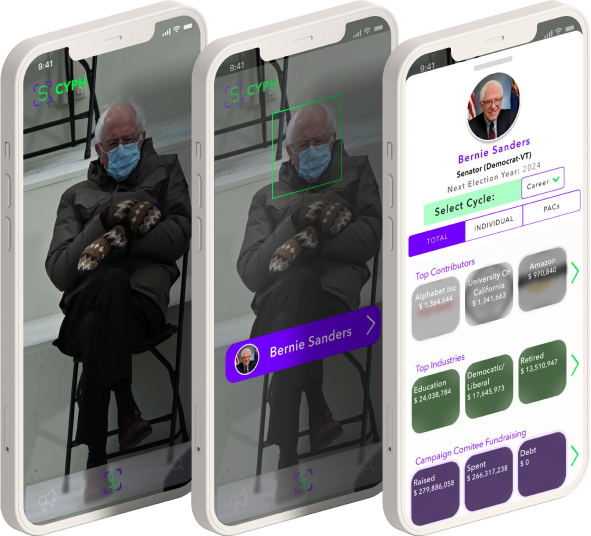 9:41
CYPH
9:41
CYPH
Bernie Sanders
9:41
Bernie Sanders
Senator (Democrat-VT)
Next Election Year: 2024
Select Cycle:
Career
TOTAL
INDIVIDUAL
PACs
Top Contributors
Alphabet Inc
$ 1,364,644
University Of
California
$ 1,341,663
Amazon
$ 970,840
Top Industries
Education
$ 24,038,784
Democratic/
Liberal
$ 17,645,973
Retired
$ 13,510,947
Campaign Comitee Fundraising
Raised
$ 279,886,058
Spent
$ 266,317,238
Debt
$ 0